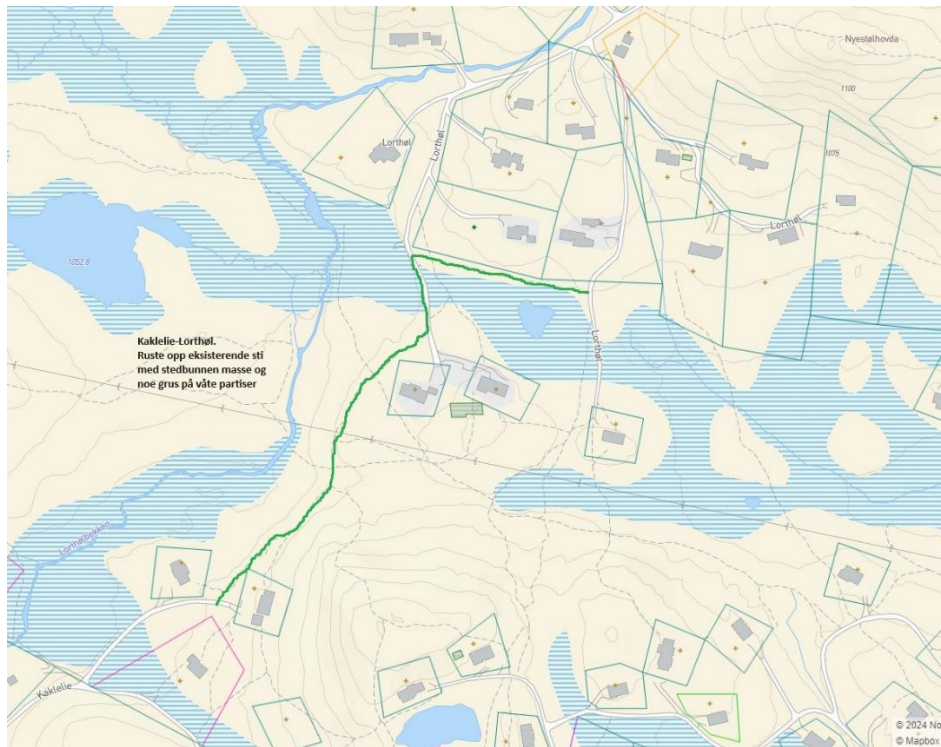 Nyestølhovda
1100
Lorthøl
Lorthøl
1075
Lorthøl
1052.8
Kaklelie-Lorthøl.
Ruste opp eksisterende sti
med stedbunnen masse og
noe grus på våte partiser
Lorthøl
Lorthølbekken
Kaklelie
© 2024 No
© Mapbox